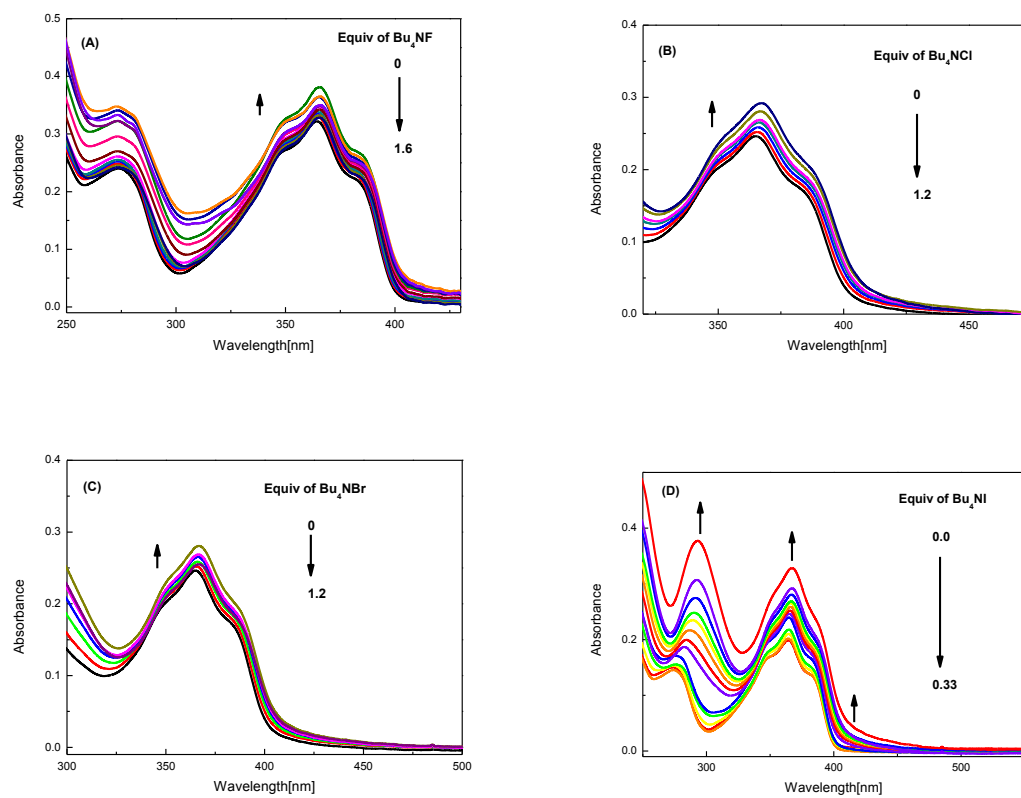 (A)
Equiv of Bu4NF
0
1.6
0.5
0.4
0.3
0.2
0.1
0.0
Absorbance
250 300 350 400
Wavelength[nm]
(B)
Equiv of Bu4NCl
0
1.2
0.4
0.3
0.2
0.1
0.0
Absorbance
350 400 450
Wavelength[nm]
(C)
Equiv of Bu4NBr
0
1.2
0.4
0.3
0.2
0.1
0.0
Absorbance
300 350 400 450 500
Wavelength[nm]
(D)
Equiv of Bu4NI
0.0
0.33
0.4
0.2
0.0
Absorbance
300 400 500
Wavelength[nm]